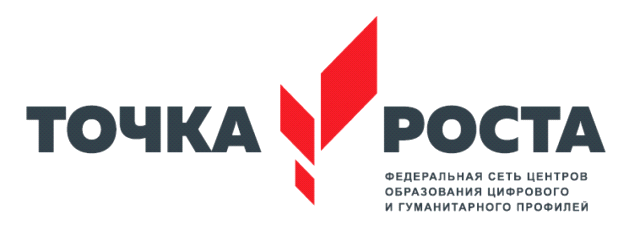 ТОЧКА РОСТА
ФЕДЕРАЛЬНАЯ СЕТЬ ЦЕНТРОВ
ОБРАЗОВАНИЯ ЦИФРОВОГО
И ГУМАНИТАРНОГО ПРОФИЛЕЙ